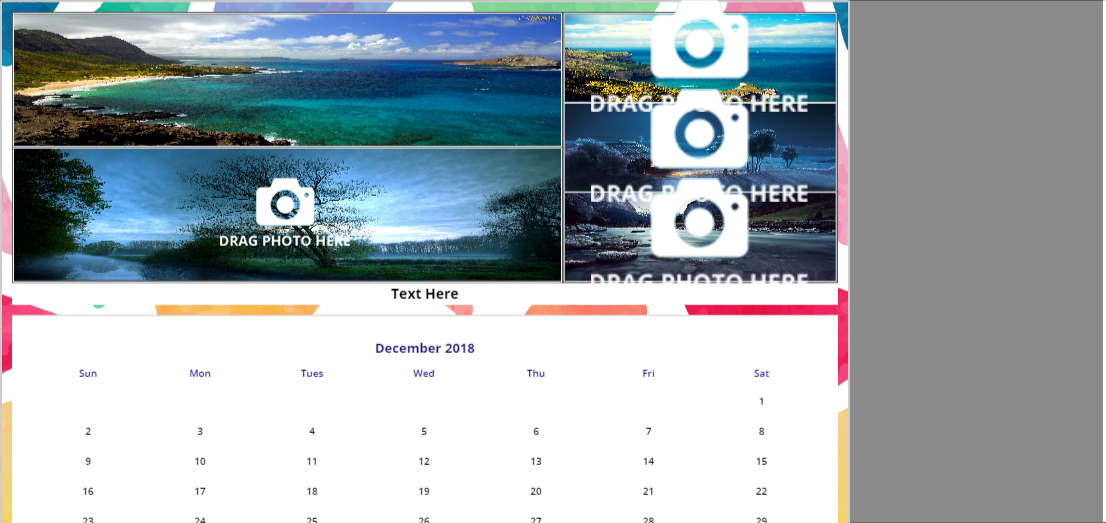 DRAG PHOTO HERE
DRAG PHOTO HERE
DRAG PHOTO HERE
DRAG PHOTO HERE
Text Here
December 2018
Sun Mon Tues Wed Thu Fri Sat
1
2 3 4 5 6 7 8
9 10 11 12 13 14 15
16 17 18 19 20 21 22
23 24 25 26 27 28 29